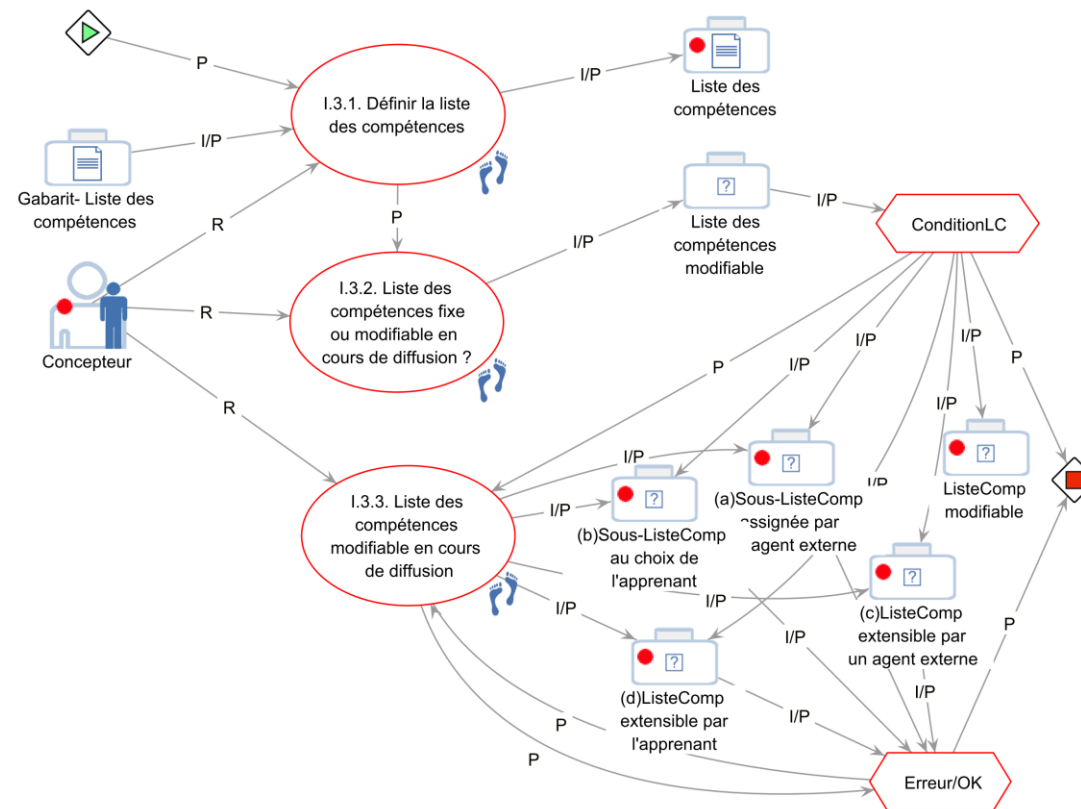 P
I.3.1. Définir la liste
des compétences
I/P
Liste des
compétences
I/P
Gabarit- Liste des
compétences
R
P
I/P
Liste des
compétences
modifiable
I/P
ConditionLC
Concepteur
R
I.3.2. Liste des
compétences fixe
ou modifiable en
cours de diffusion ?
R
P
I/P
I/P
I/P
I/P
P
I.3.3. Liste des
compétences
modifiable en cours
de diffusion
I/P
I/P
(a)Sous-ListeComp
assignée par
agent externe
I/P
(b)Sous-ListeComp
au choix de
l'apprenant
ListeComp
modifiable
I/P
I/P
(c)ListeComp
extensible par
un agent externe
(d)ListeComp
extensible par
l'apprenant
I/P
I/P
I/P
P
P
P
Erreur/OK